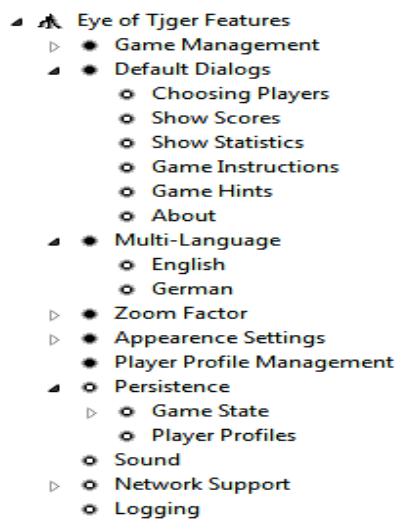 Eye of Tjger Features
Game Management
Default Dialogs
Choosing Players
Show Scores
Show Statistics
Game Instructions
Game Hints
About
Multi-Language
English
German
Zoom Factor
Appearence Settings
Player Profile Management
Persistence
Game State
Player Profiles
Sound
Network Support
Logging